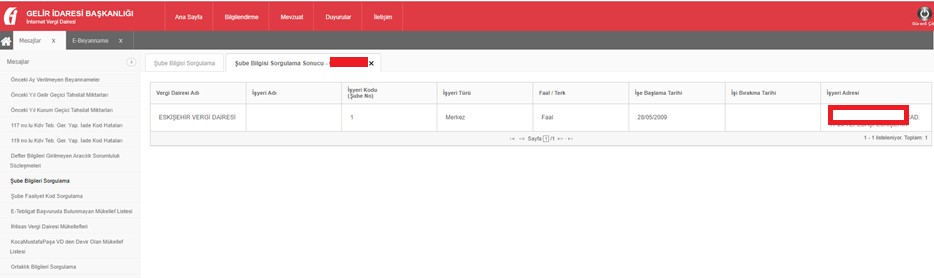 GELİR İDARESİ BAŞKANLIĞI
İnternet Vergi Dairesi
Ana Sayfa
Bilgilendirme
Mevzuat
Duyurular
İletişim
Mesajlar X
E-Beyanname X
Mesajlar
Önceki Ay Verilmeyen Beyannameler
Önceki Yıl Gelir Geçici Tahsilat Miktarları
Önceki Yıl Kurum Geçici Tahsilat Miktarları
117 no.lu Kdv Teb. Ger. Yap. İade Kod Hataları
119 no.lu Kdv Teb. Ger. Yap. İade Kod Hataları
Defter Bilgileri Girilmeyen Aracılık Sorumluluk
Sözleşmeleri
Şube Bilgileri Sorgulama
Şube Faaliyet Kod Sorgulama
E-Tebligat Başvuruda Bulunmayan Mükellef Listesi
İhtisas Vergi Dairesi Mükellefleri
KocaMustafaPaşa VD den Devir Olan Mükellef
Listesi
Ortaklık Bilgileri Sorgulama
Şube Bilgisi Sorgulama
Şube Bilgisi Sorgulama Sonucu -
Vergi Dairesi Adı
İşyeri Adı
İşyeri Kodu
(Şube No)
İşyeri Türü
Faal / Terk
İşe Başlama Tarihi
İşi Bırakma Tarihi
İşyeri Adresi
ESKİŞEHİR VERGİ DAİRESİ
1
Merkez
Faal
28/05/2009
AD.
Sayfa 1 /1
1 - 1 listeleniyor. Toplam: 1